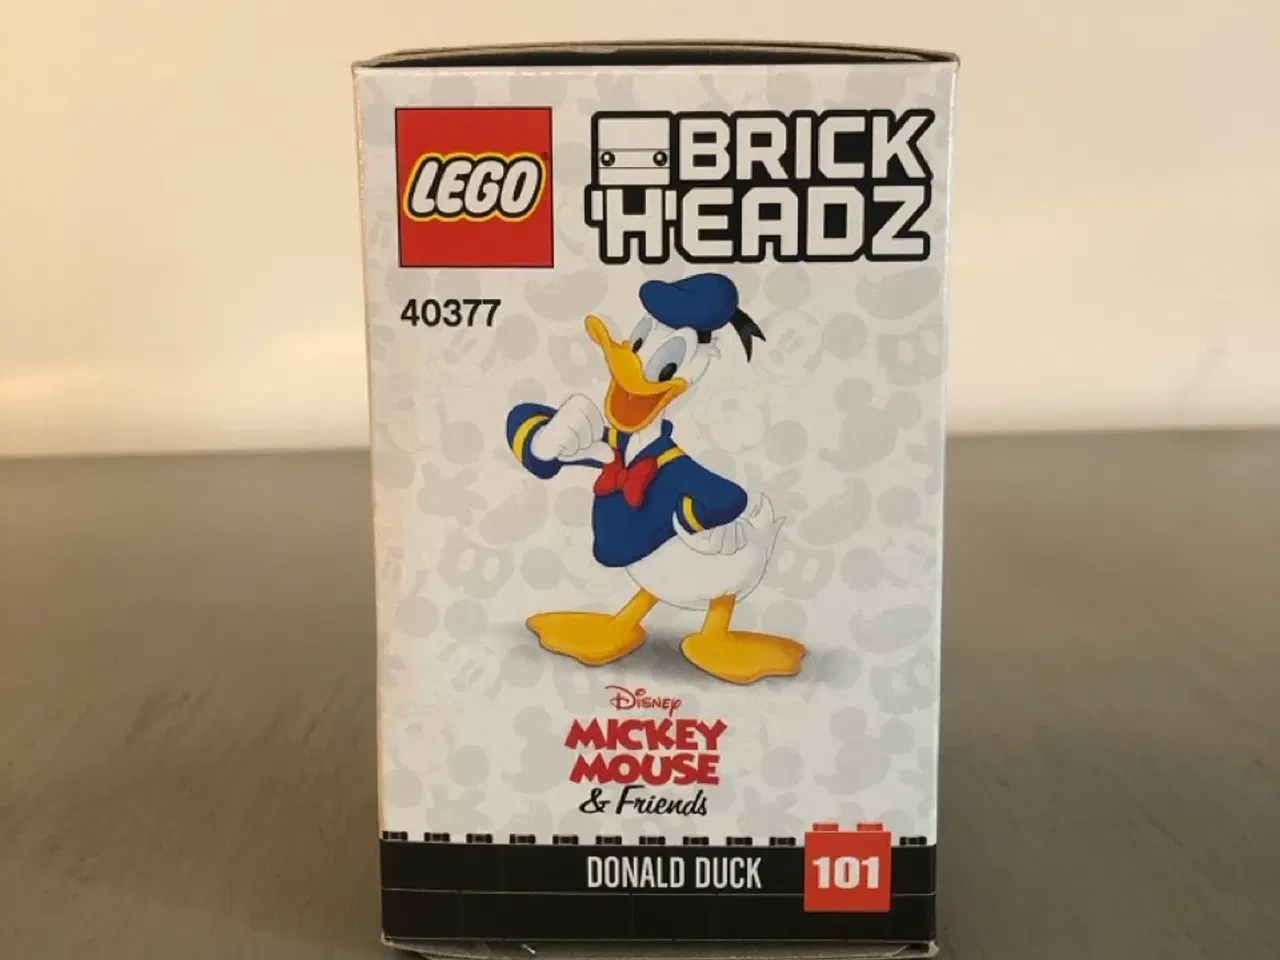 LEGO
BRICK
HEADZ
40377
Disney
MICKEY
MOUSE
& Friends
DONALD DUCK
101